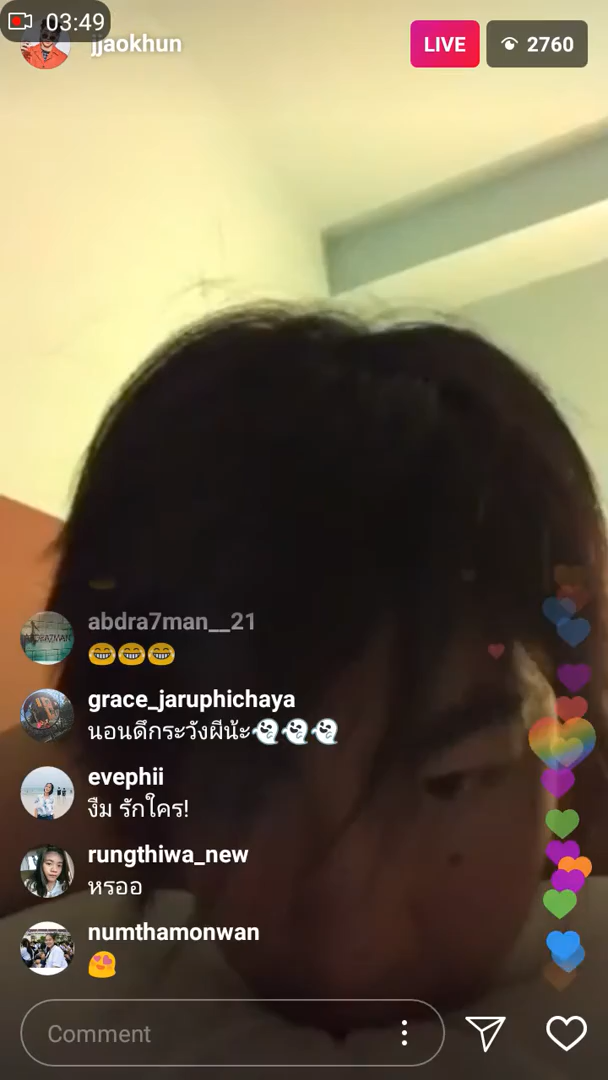 03:49
jjaokhun
LIVE
2760
abdra7man__21
😂😂😂
grace_jaruphichaya
นอนดึกระวังผีน้ะ👻👻👻
evephii
งืม รักใคร!
rungthiwa_new
หรออ
numthamonwan
😍
Comment